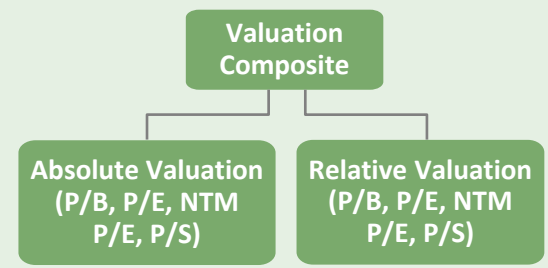 Valuation
Composite
Absolute Valuation
(P/B, P/E, NTM
P/E, P/S)
Relative Valuation
(P/B, P/E, NTM
P/E, P/S)